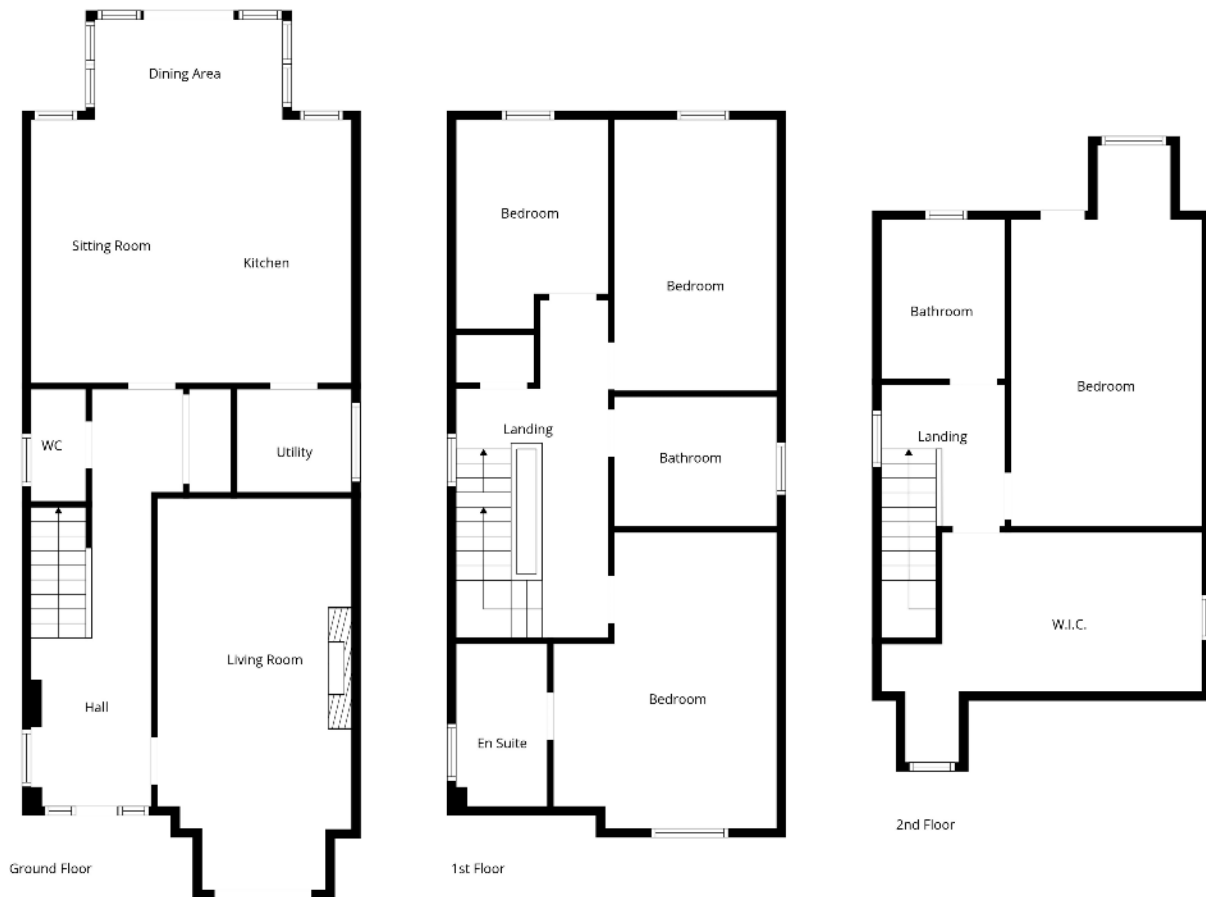 Dining Area
Sitting Room
Kitchen
WC
Utility
Living Room
Hall
Ground Floor
Bedroom
Bedroom
Landing
Bathroom
Bedroom
En Suite
1st Floor
Bathroom
Bedroom
Landing
W.I.C.
2nd Floor